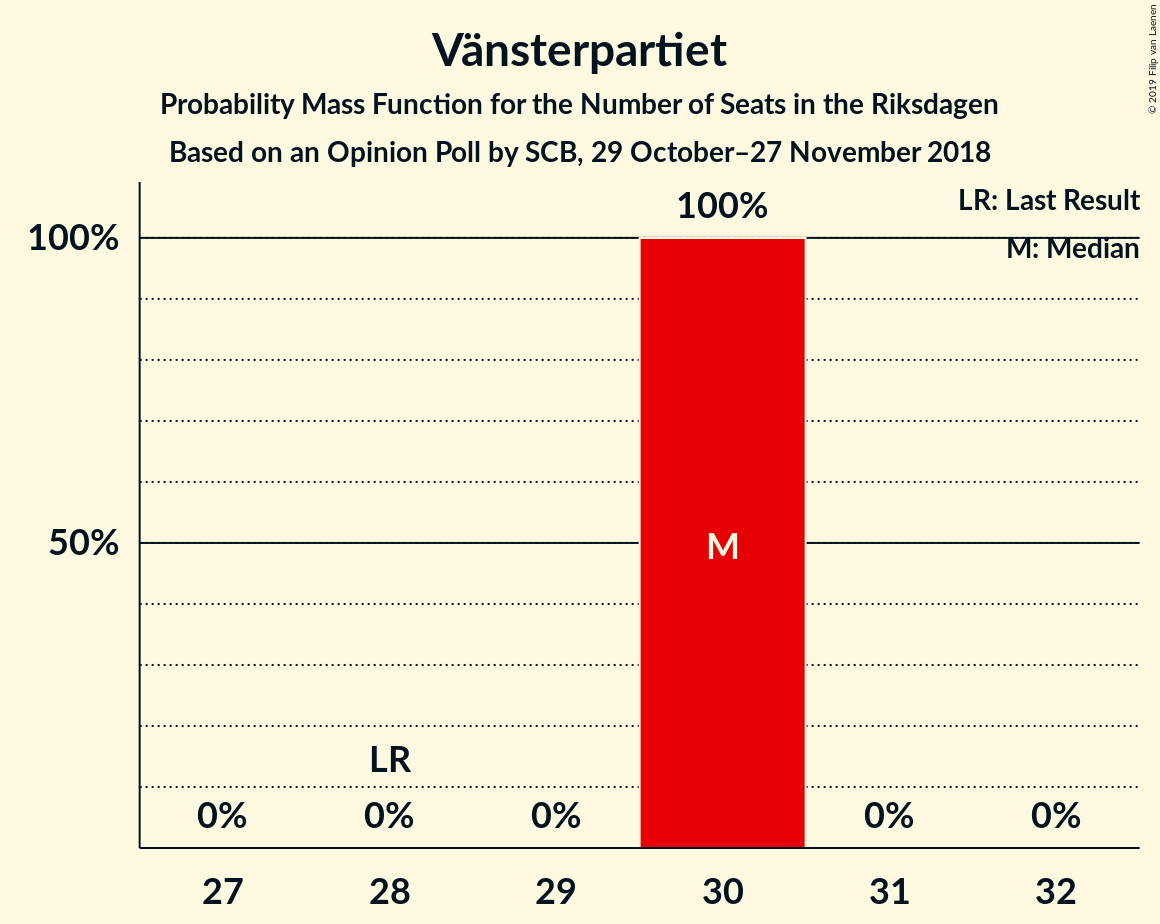 Vänsterpartiet
Probability Mass Function for the Number of Seats in the Riksdagen
Based on an Opinion Poll by SCB, 29 October–27 November 2018
© 2019 Filip van Laenen
LR: Last Result
M: Median
100%
100%
50%
M
LR
0%
0%
0%
0%
0%
27
28
29
30
31
32